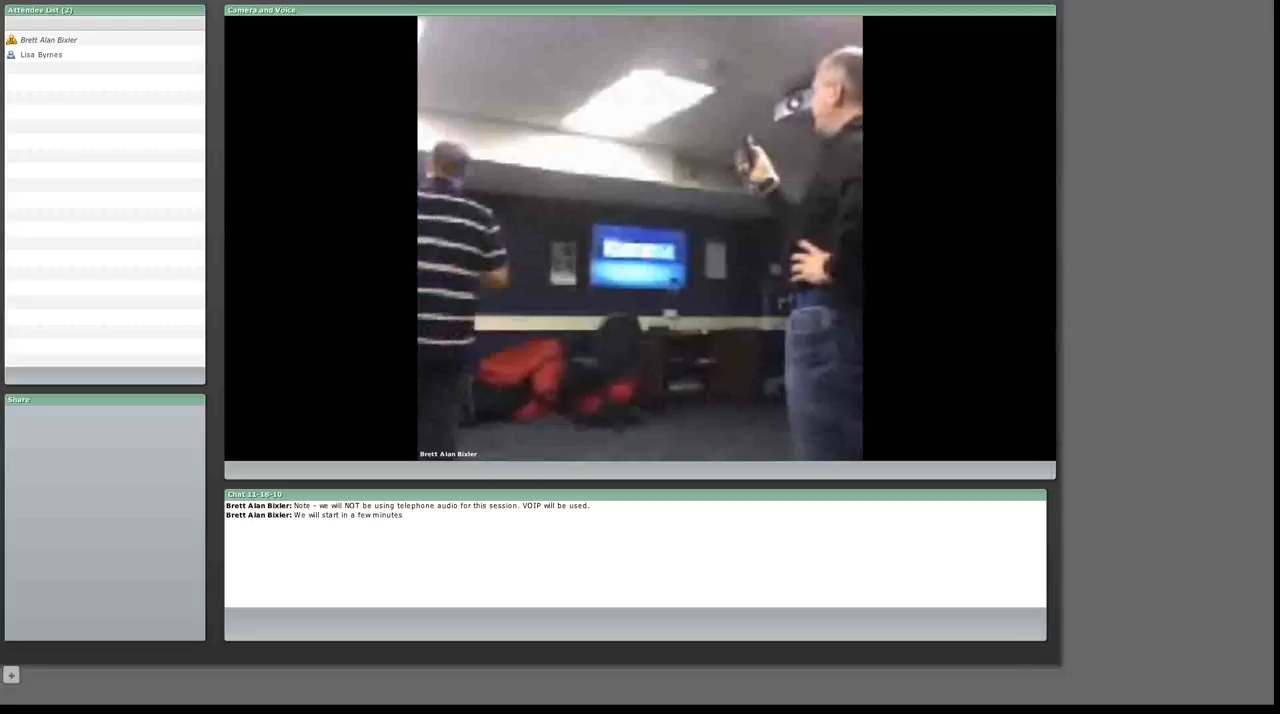 Attendee List (2)
Brett Alan Bixler
Lisa Byrnes
Share
Camera and Voice
Brett Alan Bixler
Chat 11-18-10
Brett Alan Bixler: Note - we will NOT be using telephone audio for this session. VOIP will be used.
Brett Alan Bixler: We will start in a few minutes